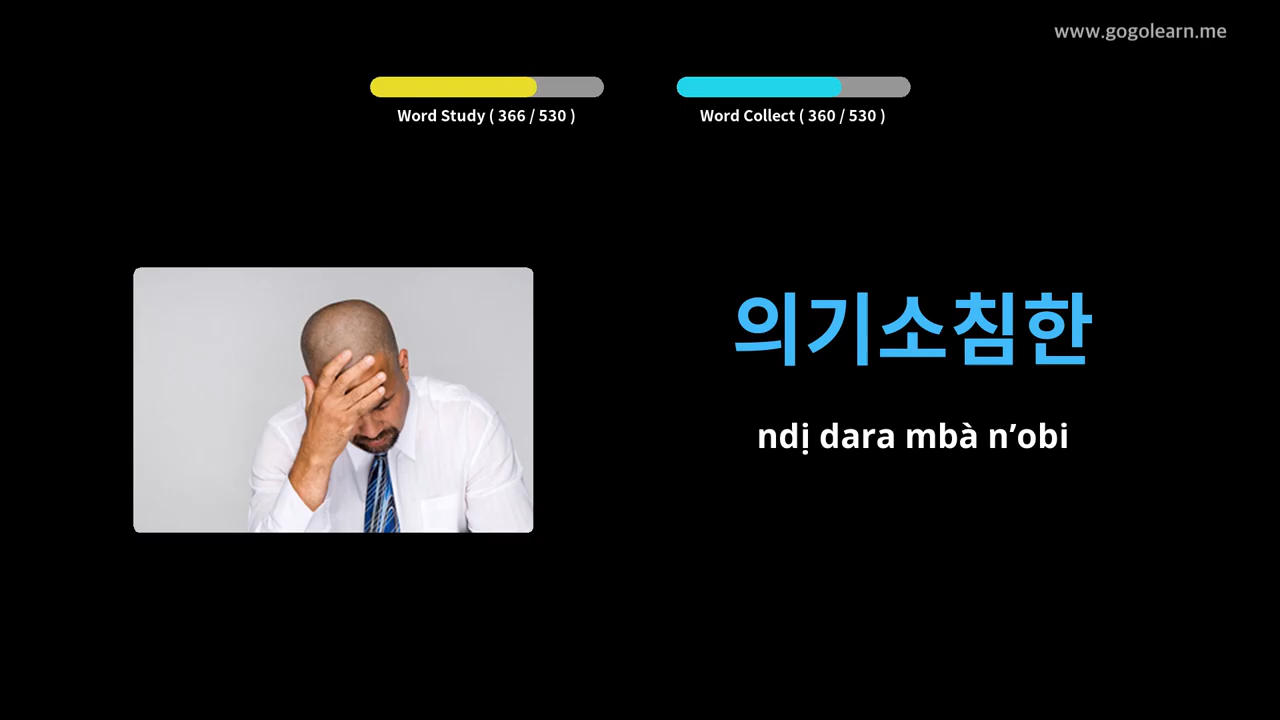 www.gogolearn.me
Word Study ( 366 / 530 )
Word Collect ( 360 / 530 )
의기소침한
ndị dara mbà n’obi